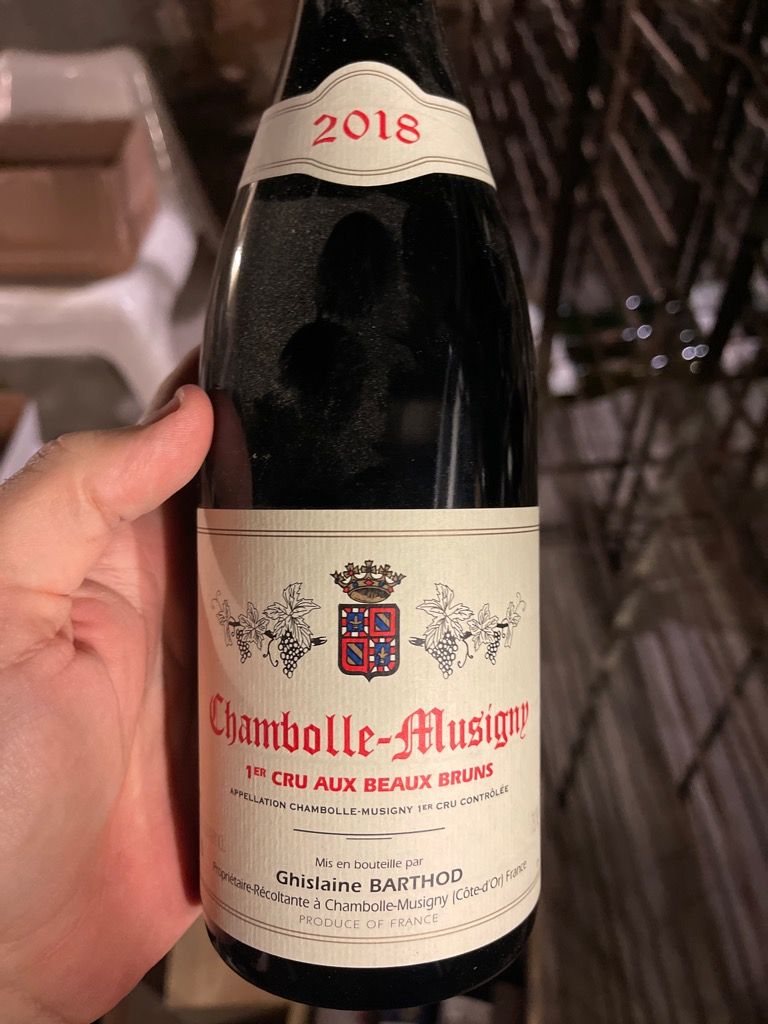 2018
Chambolle-Musigny
1ER CRU AUX BEAUX BRUNS
APPELLATION CHAMBOLLE-MUSIGNY 1ER CRU CONTRÔLÉE
Mis en bouteille par
Ghislaine BARTHOD
Propriétaire-Récoltante à Chambolle-Musigny (Côte-d'Or) France
PRODUCE OF FRANCE